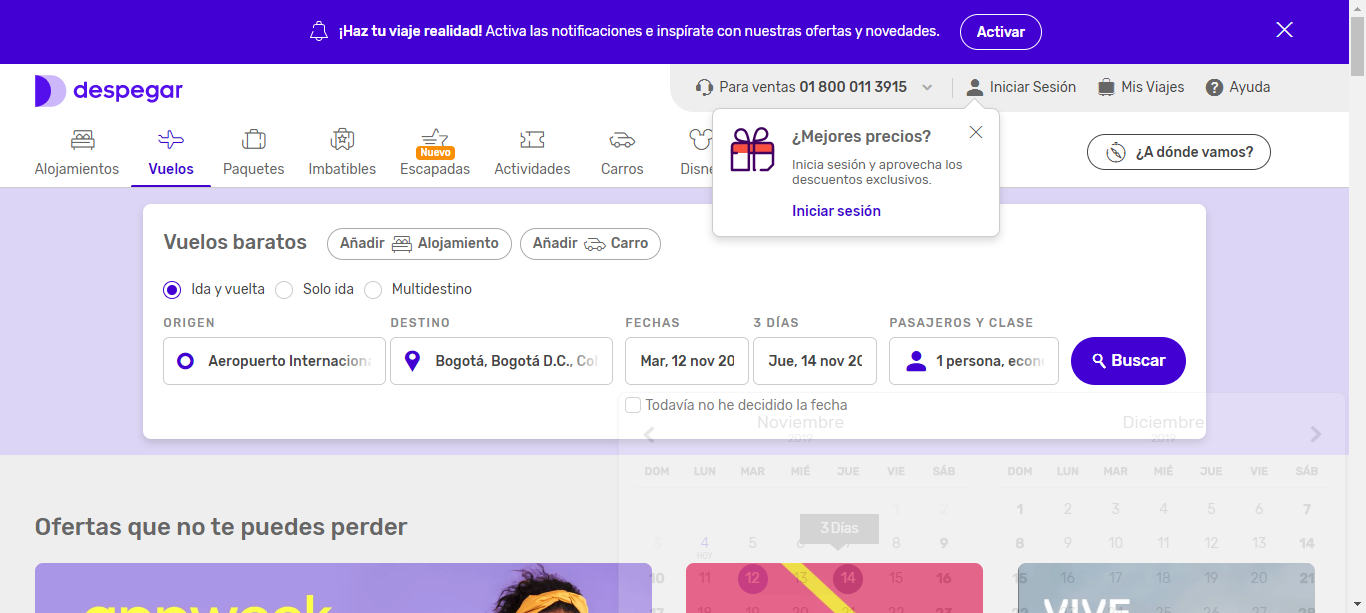 ¡Haz tu viaje realidad! Activa las notificaciones e inspírate con nuestras ofertas y novedades.
Activar
despegar
Para ventas 01 800 011 3915
Iniciar Sesión
Mis Viajes
? Ayuda
Alojamientos
Vuelos
Paquetes
Imbatibles
Nuevo
Escapadas
Actividades
Carros
Disne
¿A dónde vamos?
¿Mejores precios?
Inicia sesión y aprovecha los
descuentos exclusivos.
Iniciar sesión
Vuelos baratos
Añadir Alojamiento
Añadir Carro
Ida y vuelta
Solo ida
Multidestino
ORIGEN
DESTINO
FECHAS
3 DÍAS
PASAJEROS Y CLASE
Aeropuerto Internaciona
Bogotá, Bogotá D.C., Col
Mar, 12 nov 20
Jue, 14 nov 20
1 persona, econ
Buscar
Todavía no he decidido la fecha
Noviembre
2019
Diciembre
2019
DOM LUN MAR MIÉ JUE VIE SÁB
DOM LUN MAR MIÉ JUE VIE SÁB
1 2
1 2 3 4 5 6 7
3 Días
3 4 5 6 7 8 9
8 9 10 11 12 13 14
HOY
10 11 12 13 14 15 16
15 16 17 18 19 20 21
17 18 19 20 21 22 23
Ofertas que no te puedes perder
appweek
VIVE